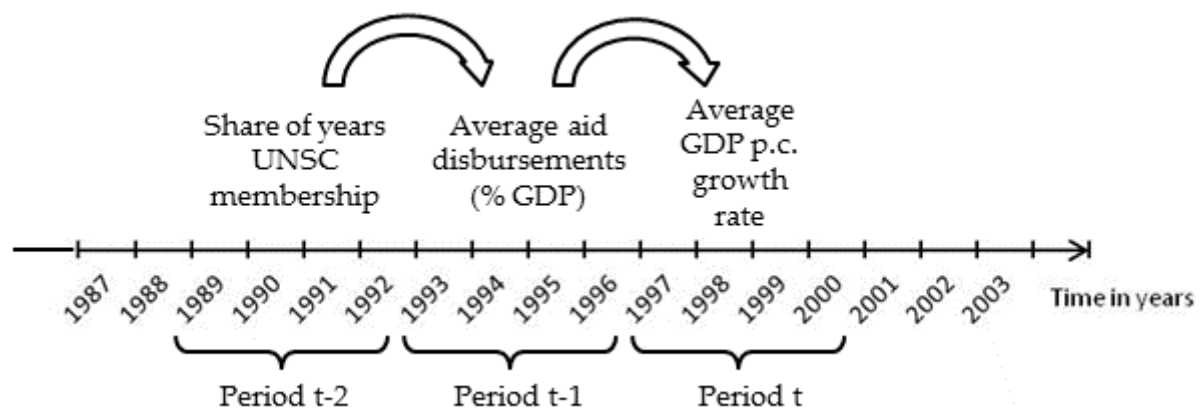 Share of years
UNSC
membership
Average aid
disbursements
(% GDP)
Average
GDP p.c.
growth
rate
1987 1988 1989 1990 1991 1992 1993 1994 1995 1996 1997 1998 1999 2000 2001 2002 2003 Time in years
Period t-2 Period t-1 Period t